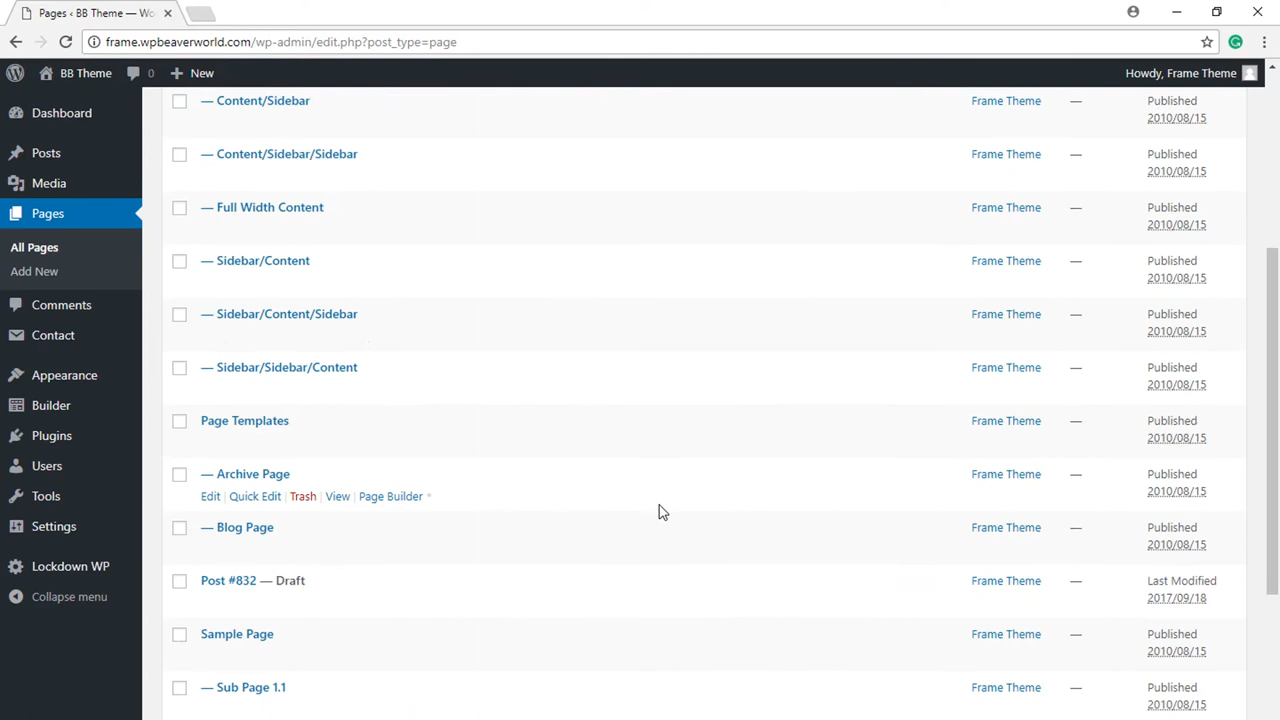 Pages ‹ BB Theme — Wo
frame.wpbeaverworld.com/wp-admin/edit.php?post_type=page
BB Theme 0 New Howdy, Frame Theme
Dashboard
Posts
Media
Pages
All Pages
Add New
Comments
Contact
Appearance
Builder
Plugins
Users
Tools
Settings
Lockdown WP
Collapse menu
— Content/Sidebar Frame Theme — Published
2010/08/15
— Content/Sidebar/Sidebar Frame Theme — Published
2010/08/15
— Full Width Content Frame Theme — Published
2010/08/15
— Sidebar/Content Frame Theme — Published
2010/08/15
— Sidebar/Content/Sidebar Frame Theme — Published
2010/08/15
— Sidebar/Sidebar/Content Frame Theme — Published
2010/08/15
Page Templates Frame Theme — Published
2010/08/15
— Archive Page Frame Theme — Published
Edit | Quick Edit | Trash | View | Page Builder 2010/08/15
— Blog Page Frame Theme — Published
2010/08/15
Post #832 — Draft Frame Theme — Last Modified
2017/09/18
Sample Page Frame Theme — Published
2010/08/15
— Sub Page 1.1 Frame Theme — Published
2010/08/15